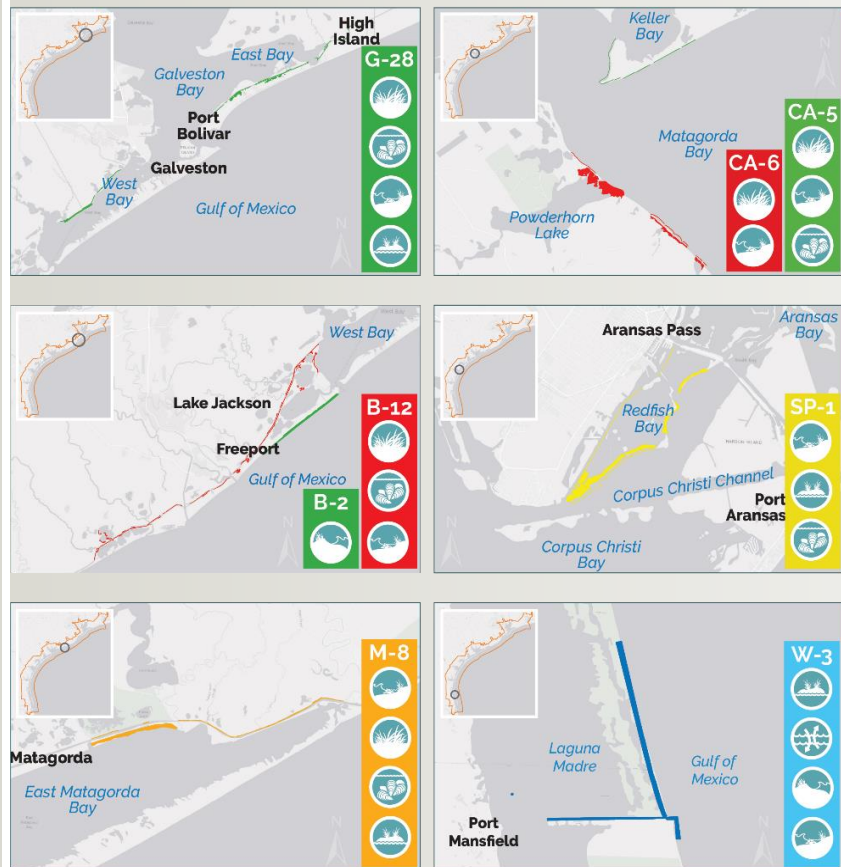 High
Island
East Bay
Galveston
Bay
Port
Bolivar
Galveston
West
Bay
Gulf of Mexico
G-28
Keller
Bay
Matagorda
Bay
Powderhorn
Lake
CA-6
CA-5
West Bay
Lake Jackson
Freeport
Gulf of Mexico
B-2
B-12
Aransas Pass
Aransas
Bay
Redfish
Bay
Corpus Christi Channel
Port
Aransas
Corpus Christi
Bay
SP-1
Matagorda
East Matagorda
Bay
M-8
Laguna
Madre
Gulf of
Mexico
Port
Mansfield
W-3